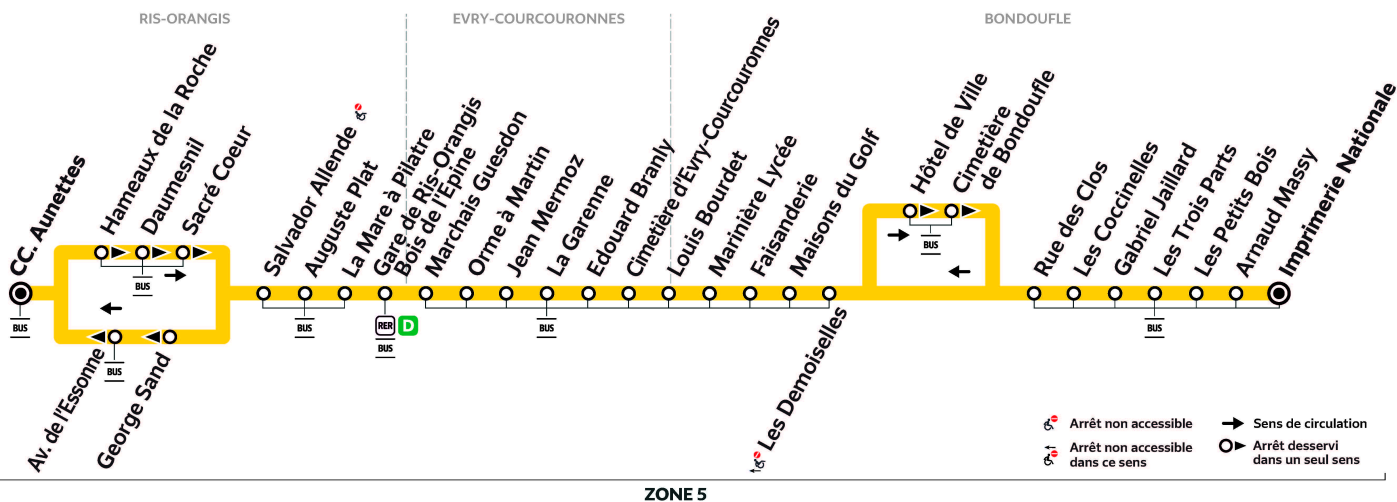 RIS-ORANGIS
EVRY-COURCOURONNES
BONDOUFLE
CC. Aunettes
Hameaux de la Roche
Daumesnil
Sacré Coeur
Av. de l'Essonne
George Sand
Salvador Allende
Auguste Plat
La Mare à Pilatre
Gare de Ris-Orangis
Bois de l'Epine
Marchais Guesdon
Orme à Martin
Jean Mermoz
La Garenne
Edouard Branly
Cimetière d'Evry-Courcouronnes
Louis Bourdet
Marinière Lycée
Faisanderie
Maisons du Golf
Les Demoiselles
Hôtel de Ville
Cimetière
de Bondoufle
Rue des Clos
Les Coccinelles
Gabriel Jaillard
Les Trois Parts
Les Petits Bois
Arnaud Massy
Imprimerie Nationale
BUS
BUS
BUS
BUS
RER D
BUS
BUS
BUS
BUS
Arrêt non accessible
Arrêt non accessible
dans ce sens
Sens de circulation
Arrêt desservi
dans un seul sens
ZONE 5